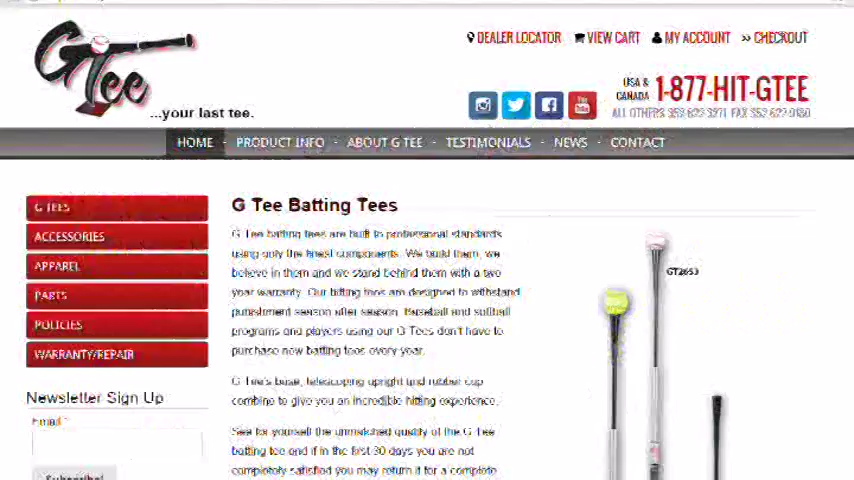 G Tee
...your last tee.
DEALER LOCATOR VIEW CART MY ACCOUNT >> CHECKOUT
USA &
CANADA 1-877-HIT-GTEE
ALL OTHERS FAX
HOME - PRODUCT INFO - ABOUT G TEE - TESTIMONIALS - NEWS - CONTACT
G TEES
ACCESSORIES
APPAREL
PARTS
POLICIES
WARRANTY/REPAIR
Newsletter Sign Up
Email *
Subscribe!
G Tee Batting Tees
G Tee batting tees are built to professional standards
using only the finest components. We build them, we
believe in them and we stand behind them with a two
year warranty. Our hitting tees are designed to withstand
punishment season after season. Baseball and softball
programs and players using our G Tees don't have to
purchase new batting tees every year.
G Tee's base, telescoping upright and rubber cup
combine to give you an incredible hitting experience.
See for yourself the unmatched quality of the G Tee
batting tee and if in the first 30 days you are not
completely satisfied you may return it for a complete
GT2653